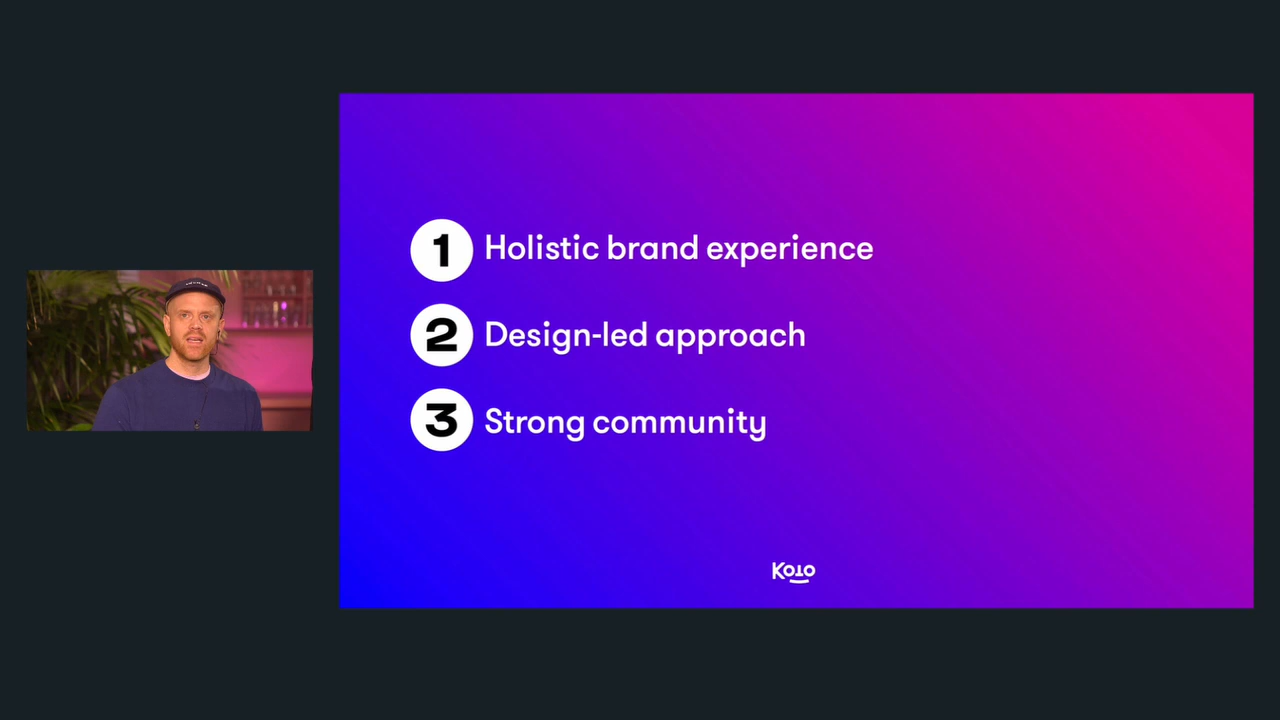 1 Holistic brand experience
2 Design-led approach
3 Strong community
Koto